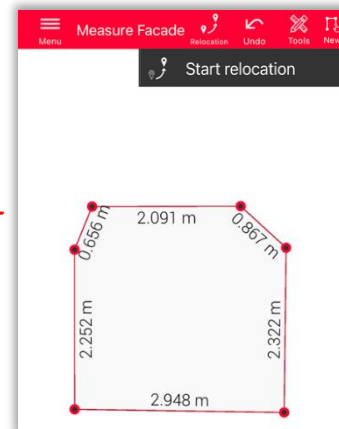 Menu
Measure Facade
Relocation
Undo
Tools
New
Start relocation
2.091 m
0.656 m
0.867 m
2.252 m
2.322 m
2.948 m